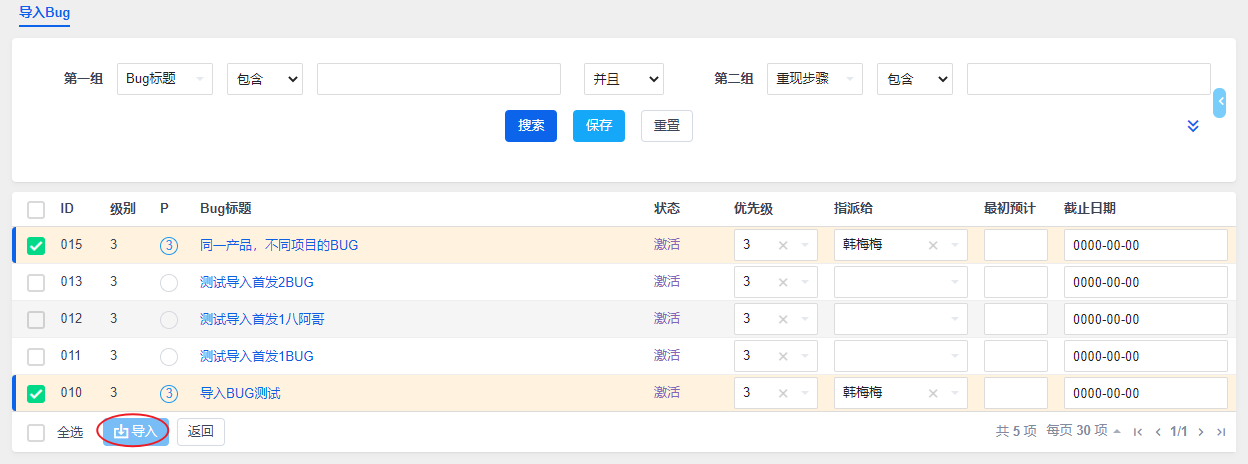 导入Bug
第一组 Bug标题 包含 并且 第二组 重现步骤 包含
搜索 保存 重置
ID 级别 P Bug标题 状态 优先级 指派给 最初预计 截止日期
015 3 3 同一产品，不同项目的BUG 激活 3 韩梅梅 0000-00-00
013 3 测试导入首发2BUG 激活 3 0000-00-00
012 3 测试导入首发1八阿哥 激活 3 0000-00-00
011 3 测试导入首发1BUG 激活 3 0000-00-00
010 3 3 导入BUG测试 激活 3 韩梅梅 0000-00-00
全选 导入 返回 共 5 项 每页 30 项 1/1